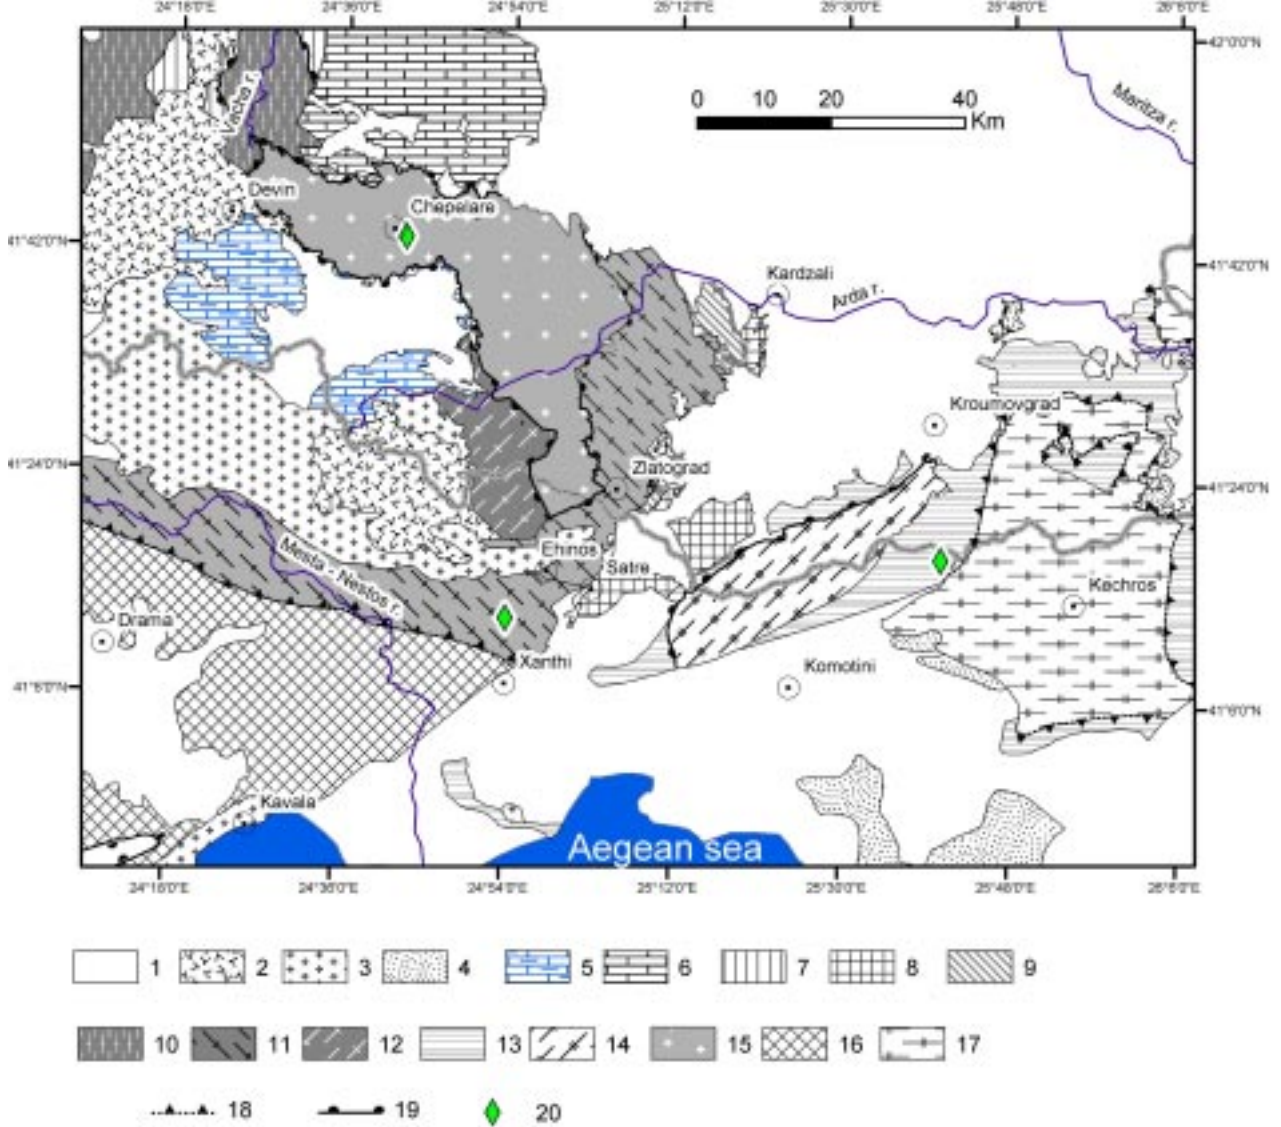 24°18'0"E 24°36'0"E 24°54'0"E 25°12'0"E 25°30'0"E 25°48'0"E 26°6'0"E
42°0'0"N
0 10 20 40
Km
Maritza r.
Vacha r.
Devin
Chepelare
41°42'0"N
41°42'0"N
Kardzali
Arda r.
Kroumovgrad
41°24'0"N
Zlatograd
41°24'0"N
Ehinos
Mesta - Nestos r.
Satre
Kechros
Drama
Xanthi
Komotini
41°6'0"N
41°6'0"N
Kavala
Aegean sea
24°18'0"E 24°36'0"E 24°54'0"E 25°12'0"E 25°30'0"E 25°48'0"E 26°6'0"E
1 2 3 4 5 6 7 8 9
10 11 12 13 14 15 16 17
18 19 20